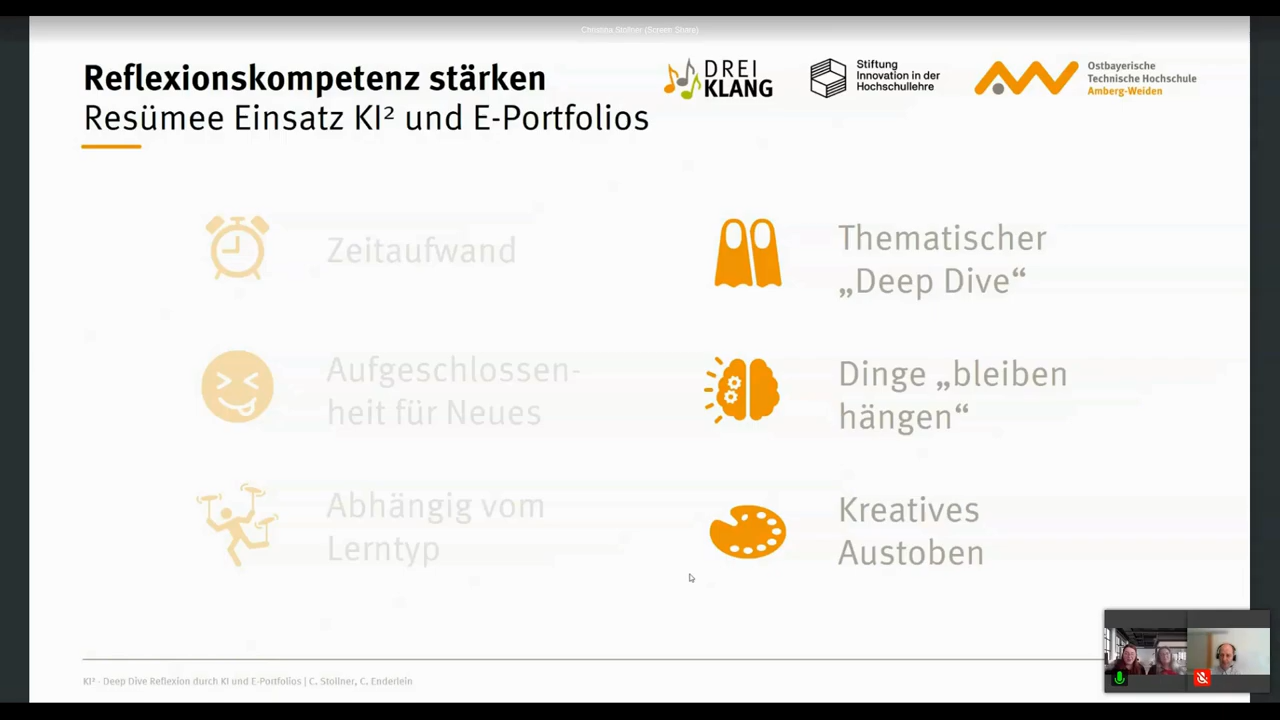 Christina Stollner (Screen Share)
Reflexionskompetenz stärken
Resümee Einsatz KI² und E-Portfolios
DREI
KLANG
Stiftung
Innovation in der
Hochschullehre
Ostbayerische
Technische Hochschule
Amberg-Weiden
Zeitaufwand
Aufgeschlossen-
heit für Neues
Abhängig vom
Lerntyp
Thematischer
„Deep Dive“
Dinge „bleiben
hängen“
Kreatives
Austoben
KI² - Deep Dive Reflexion durch KI und E-Portfolios | C. Stollner, C. Enderlein